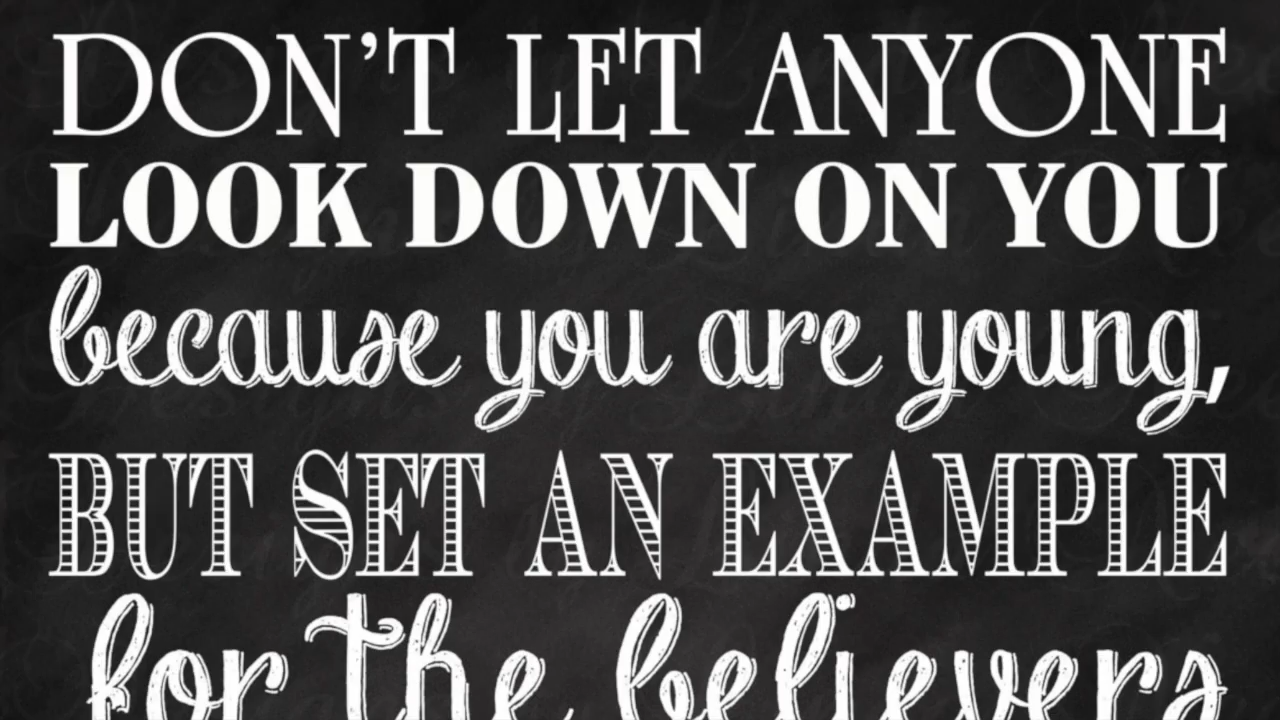 DON'T LET ANYONE
LOOK DOWN ON YOU
because you are young,
BUT SET AN EXAMPLE
for the believers